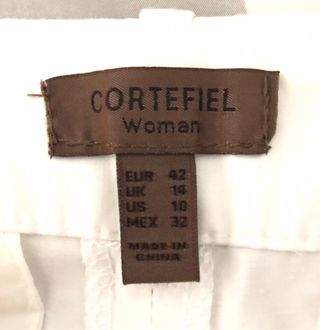 CORTEFIEL
Woman
EUR 42
UK 14
US 10
MEX 32
MADE IN
CHINA